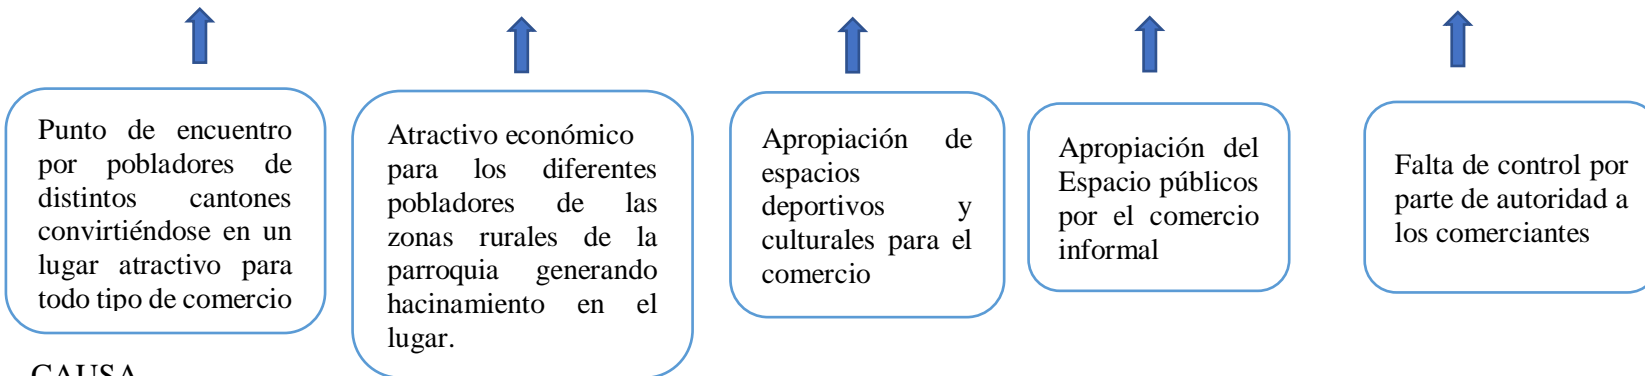 Punto de encuentro
por pobladores de
distintos cantones
convirtiéndose en un
lugar atractivo para
todo tipo de comercio
Atractivo económico
para los diferentes
pobladores de las
zonas rurales de la
parroquia generando
hacinamiento en el
lugar.
Apropiación de
espacios
deportivos y
culturales para el
comercio
Apropiación del
Espacio públicos
por el comercio
informal
Falta de control por
parte de autoridad a
los comerciantes
CAUSA